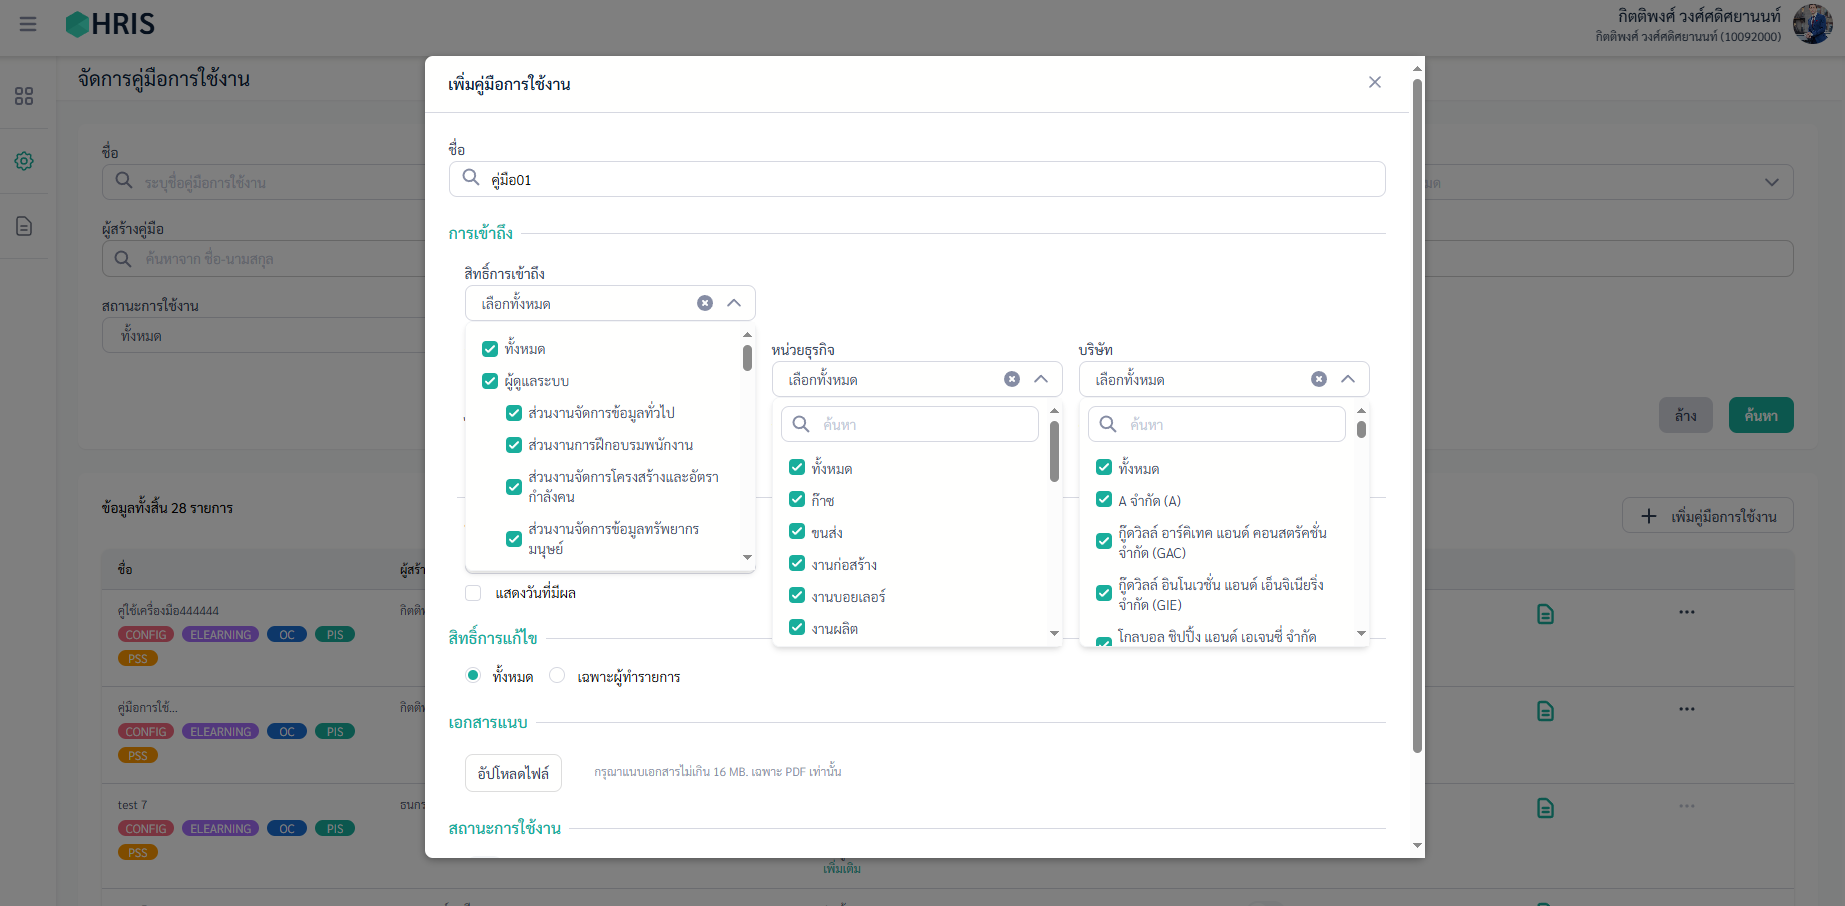 HRIS
กิตติพงศ์ วงศ์ศดิศยานนท์
กิตติพงศ์ วงศ์ศดิศยานนท์ (10092000)
จัดการคู่มือการใช้งาน
ชื่อ
ระบุชื่อคู่มือการใช้งาน
ผู้สร้างคู่มือ
ค้นหาจาก ชื่อ-นามสกุล
สถานะการใช้งาน
ทั้งหมด
ล้าง
ค้นหา
ข้อมูลทั้งสิ้น 28 รายการ
เพิ่มคู่มือการใช้งาน
ชื่อ
คู่ใช้เครื่องมือ444444
CONFIG ELEARNING OC PIS
PSS
คู่มือการใช้...
CONFIG ELEARNING OC PIS
PSS
test 7
CONFIG ELEARNING OC PIS
PSS
เพิ่มเติม
เพิ่มคู่มือการใช้งาน
ชื่อ
คู่มือ01
การเข้าถึง
สิทธิ์การเข้าถึง
เลือกทั้งหมด
ทั้งหมด
ผู้ดูแลระบบ
ส่วนงานจัดการข้อมูลทั่วไป
ส่วนงานการฝึกอบรมพนักงาน
ส่วนงานจัดการโครงสร้างและอัตรา
กำลังคน
ส่วนงานจัดการข้อมูลทรัพยากร
มนุษย์
หน่วยธุรกิจ
เลือกทั้งหมด
ค้นหา
ทั้งหมด
ก๊าซ
ขนส่ง
งานก่อสร้าง
งานบอยเลอร์
งานผลิต
บริษัท
เลือกทั้งหมด
ค้นหา
ทั้งหมด
A จำกัด (A)
กู๊ดวิลล์ อาร์คิเทค แอนด์ คอนสตรัคชั่น
จำกัด (GAC)
กู๊ดวิลล์ อินโนเวชั่น แอนด์ เอ็นจิเนียริ่ง
จำกัด (GIE)
โกลบอล ชิปปิ้ง แอนด์ เอเจนซี่ จำกัด
แสดงวันที่มีผล
สิทธิ์การแก้ไข
ทั้งหมด เฉพาะผู้ทำรายการ
เอกสารแนบ
อัปโหลดไฟล์
กรุณาแนบเอกสารไม่เกิน 16 MB. เฉพาะ PDF เท่านั้น
สถานะการใช้งาน